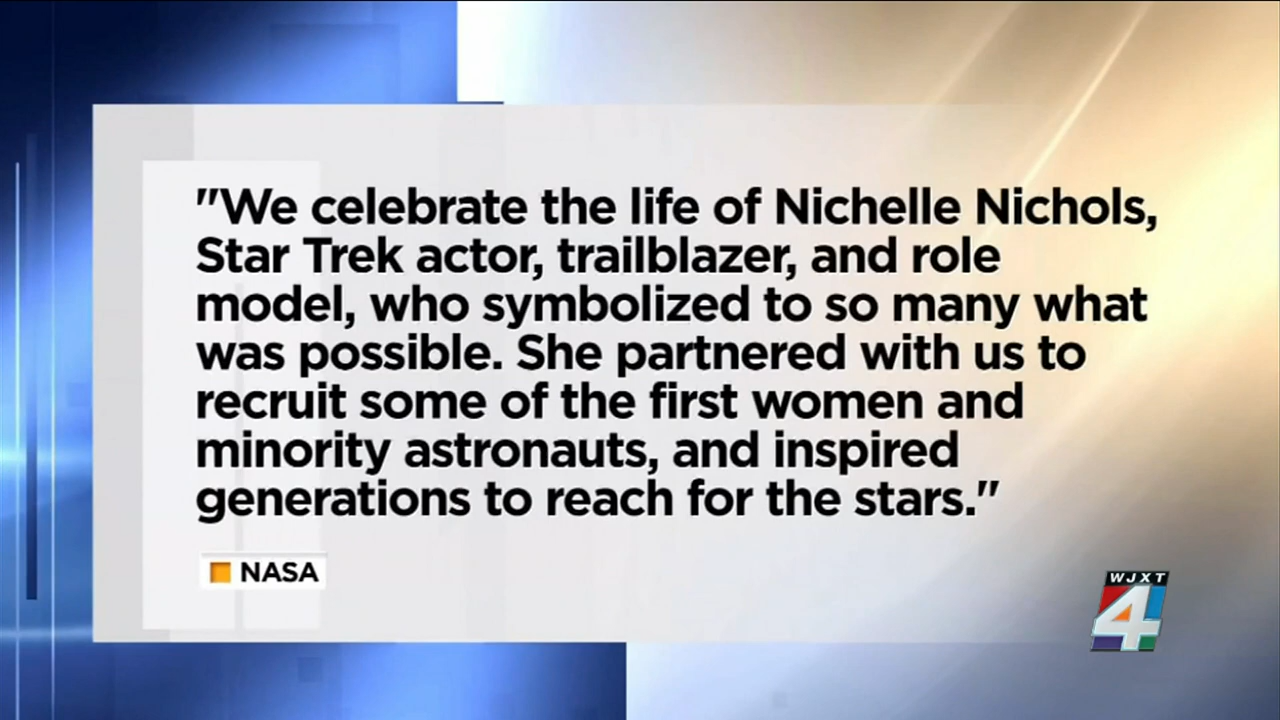 "We celebrate the life of Nichelle Nichols,
Star Trek actor, trailblazer, and role
model, who symbolized to so many what
was possible. She partnered with us to
recruit some of the first women and
minority astronauts, and inspired
generations to reach for the stars."
NASA
WJXT
4